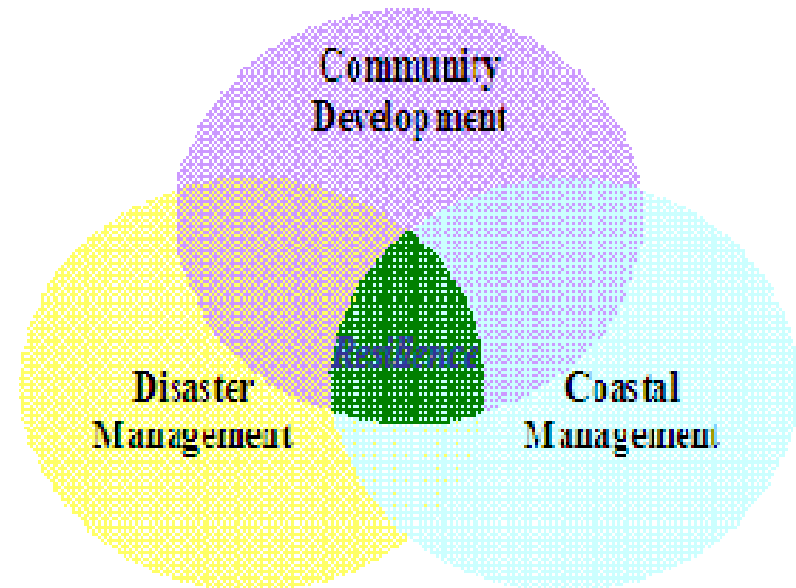 Community
Development
Resilience
Disaster
Management
Coastal
Management